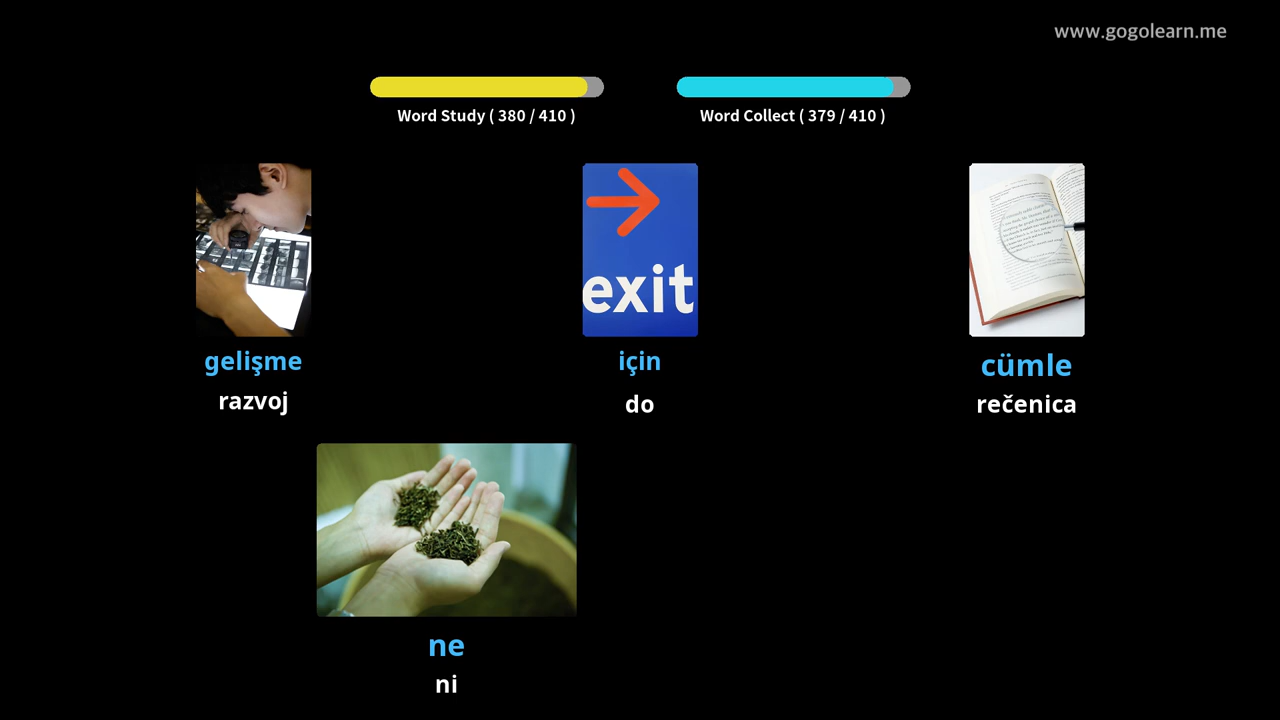 www.gogolearn.me
Word Study ( 380 / 410 )
Word Collect ( 379 / 410 )
exit
gelişme
razvoj
için
do
cümle
rečenica
ne
ni